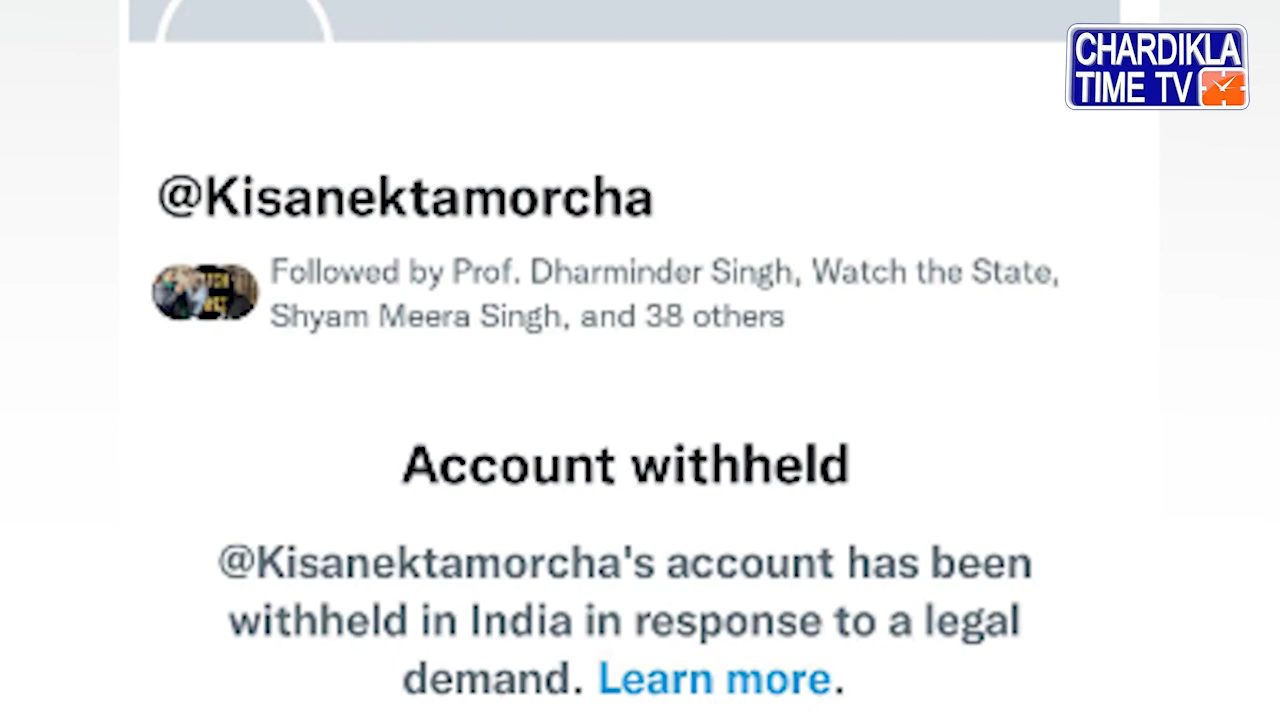 CHARDIKLA
TIME TV
@Kisanektamorcha
Followed by Prof. Dharminder Singh, Watch the State,
Shyam Meera Singh, and 38 others
Account withheld
@Kisanektamorcha's account has been
withheld in India in response to a legal
demand. Learn more.